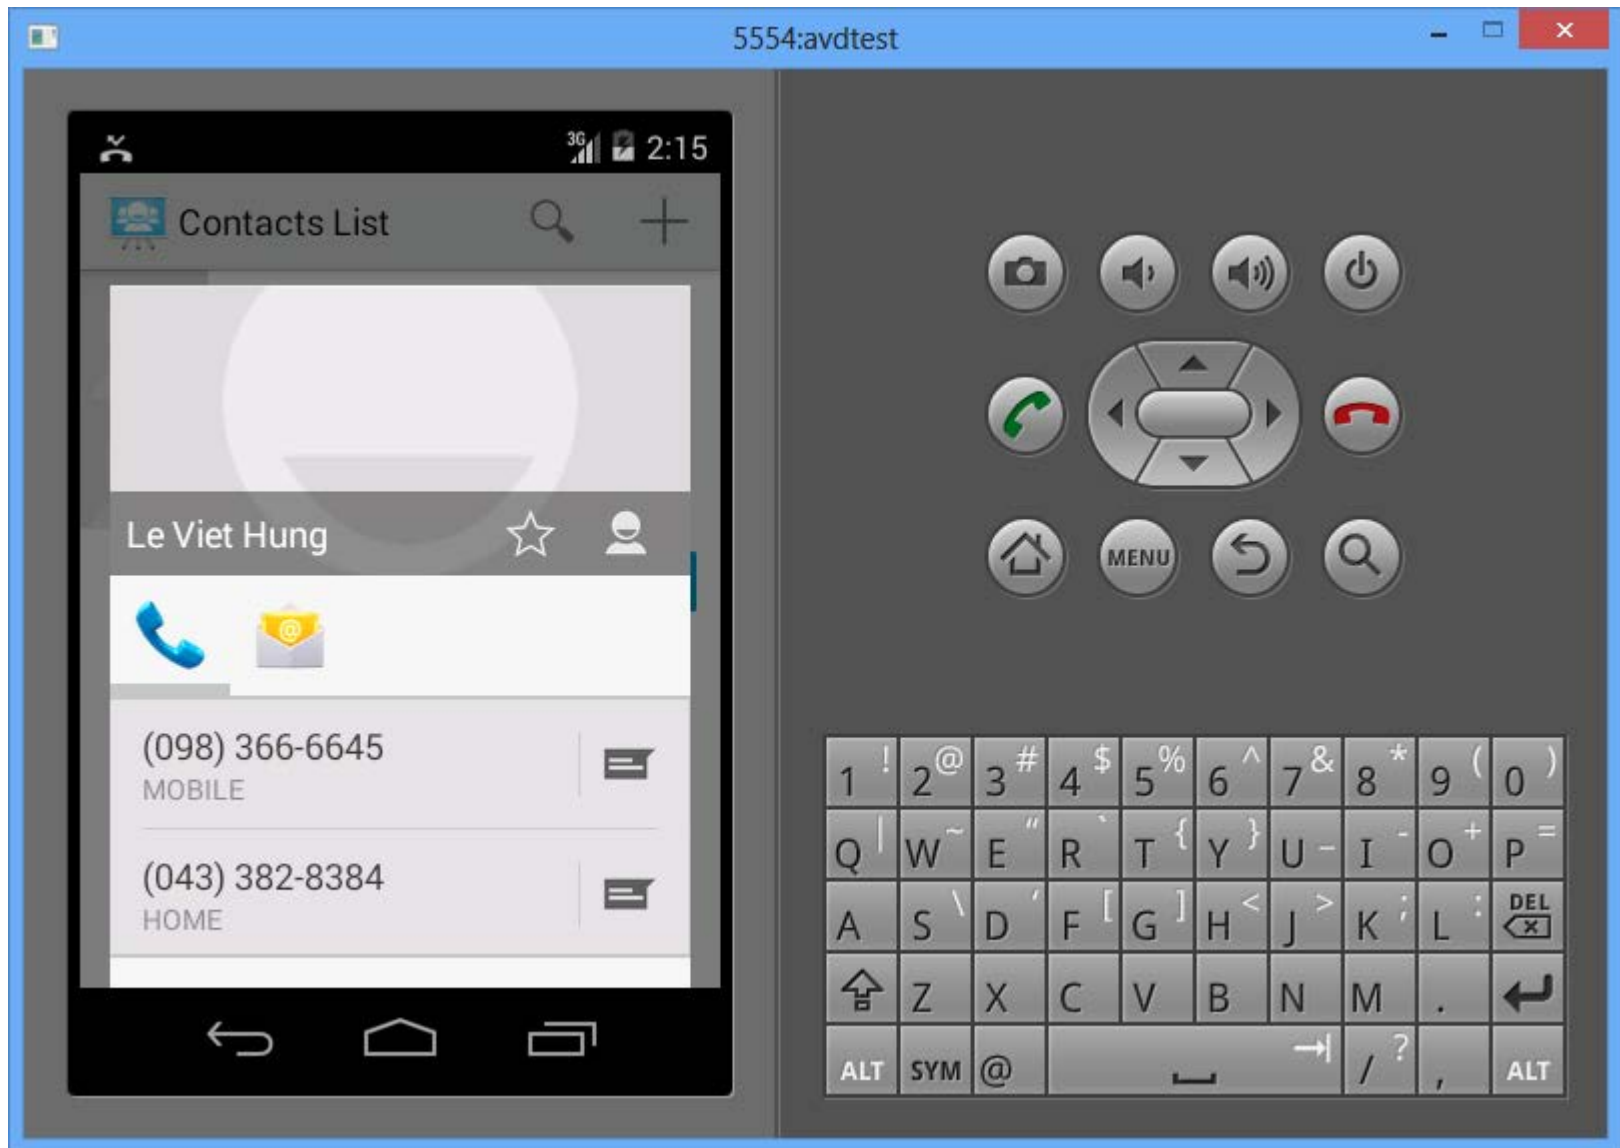 5554:avdtest
3G 2:15
Contacts List
Le Viet Hung
@
(098) 366-6645
MOBILE
(043) 382-8384
HOME
MENU
1 ! 2 @ 3 # 4 $ 5 % 6 ^ 7 & 8 * 9 ( 0 )
Q | W ~ E “ R ` T { Y } U _ I - O + P =
A S \ D ‘ F [ G ] H < J > K ; L : DEL
Z X C V B N M .
ALT SYM @ / ? , ALT